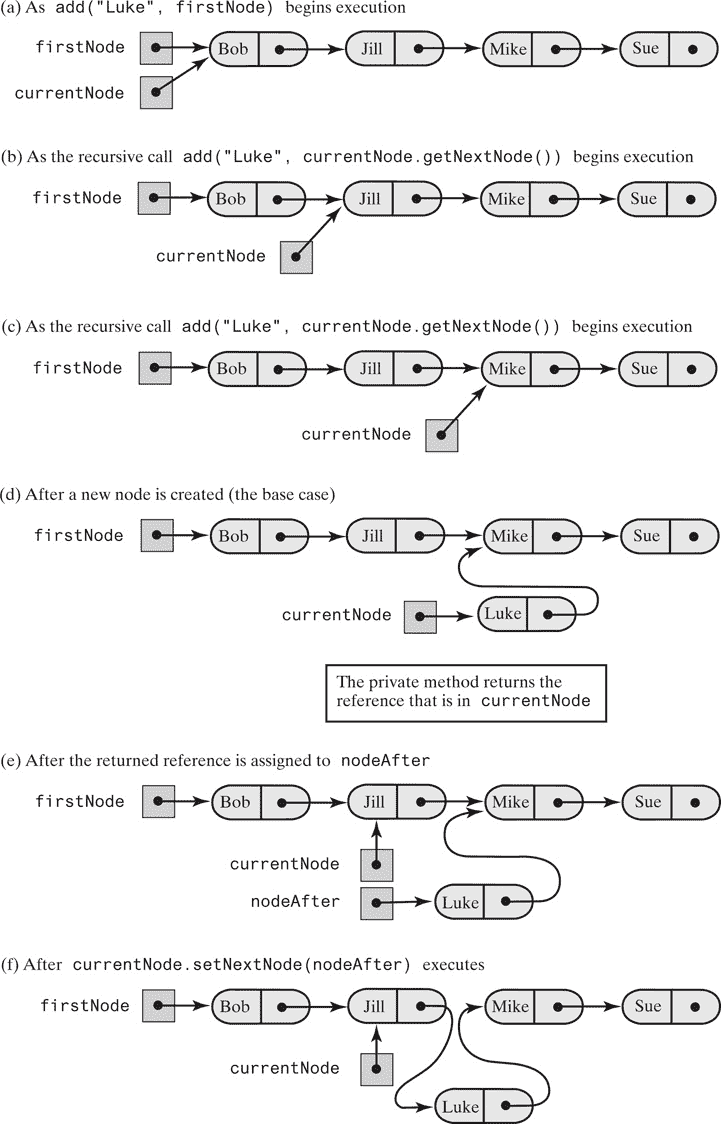 (a) As add("Luke", firstNode) begins execution
firstNode Bob Jill Mike Sue
currentNode
(b) As the recursive call add("Luke", currentNode.getNextNode()) begins execution
firstNode Bob Jill Mike Sue
currentNode
(c) As the recursive call add("Luke", currentNode.getNextNode()) begins execution
firstNode Bob Jill Mike Sue
currentNode
(d) After a new node is created (the base case)
firstNode Bob Jill Mike Sue
currentNode Luke
The private method returns the
reference that is in currentNode
(e) After the returned reference is assigned to nodeAfter
firstNode Bob Jill Mike Sue
currentNode
nodeAfter Luke
(f) After currentNode.setNextNode(nodeAfter) executes
firstNode Bob Jill Mike Sue
currentNode
Luke